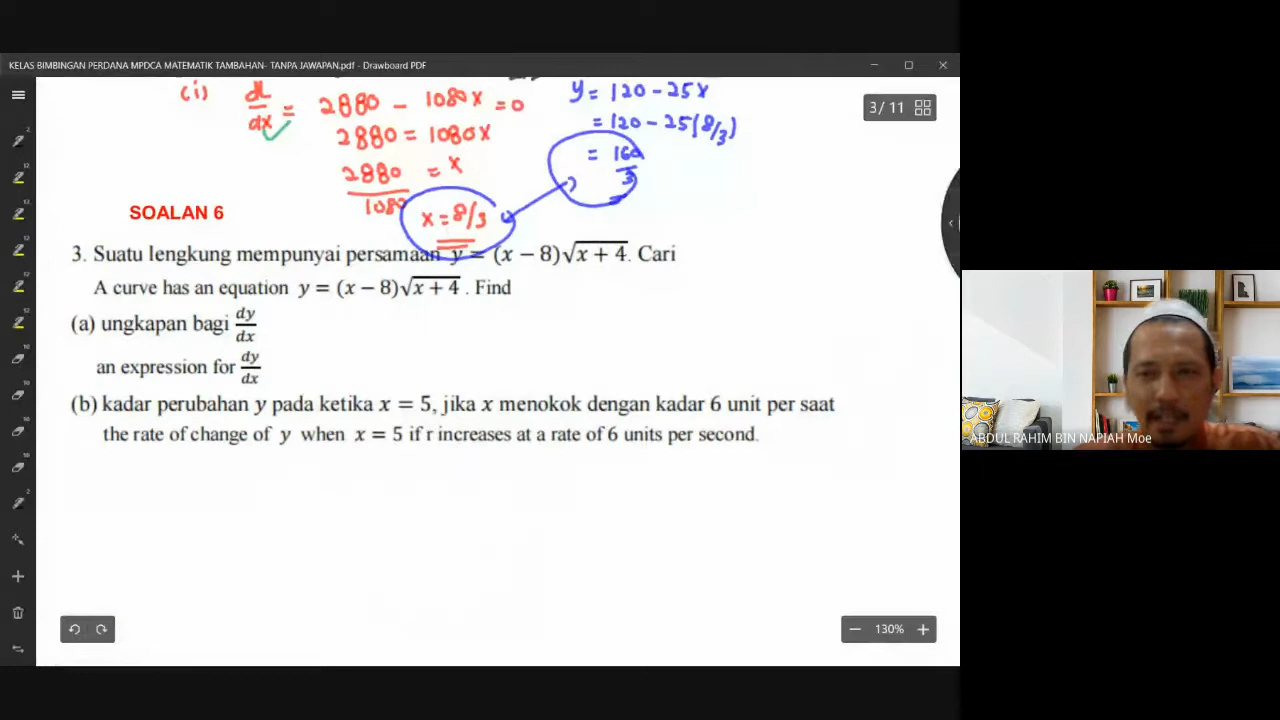 KELAS BIMBINGAN PERDANA MPDCA MATEMATIK TAMBAHAN- TANPA JAWAPAN.pdf - Drawboard PDF
3 / 11
(i) dL/dx = 2880 - 1080x = 0
2880 = 1080x
2880/1080 = x
x = 8/3
y = 120 - 25x
= 120 - 25(8/3)
= 160/3
SOALAN 6
3. Suatu lengkung mempunyai persamaan y = (x − 8)√x + 4. Cari
A curve has an equation y = (x − 8)√x + 4 . Find
(a) ungkapan bagi dy/dx
an expression for dy/dx
(b) kadar perubahan y pada ketika x = 5, jika x menokok dengan kadar 6 unit per saat
the rate of change of y when x = 5 if r increases at a rate of 6 units per second.
130%
ABDUL RAHIM BIN NAPIAH Moe